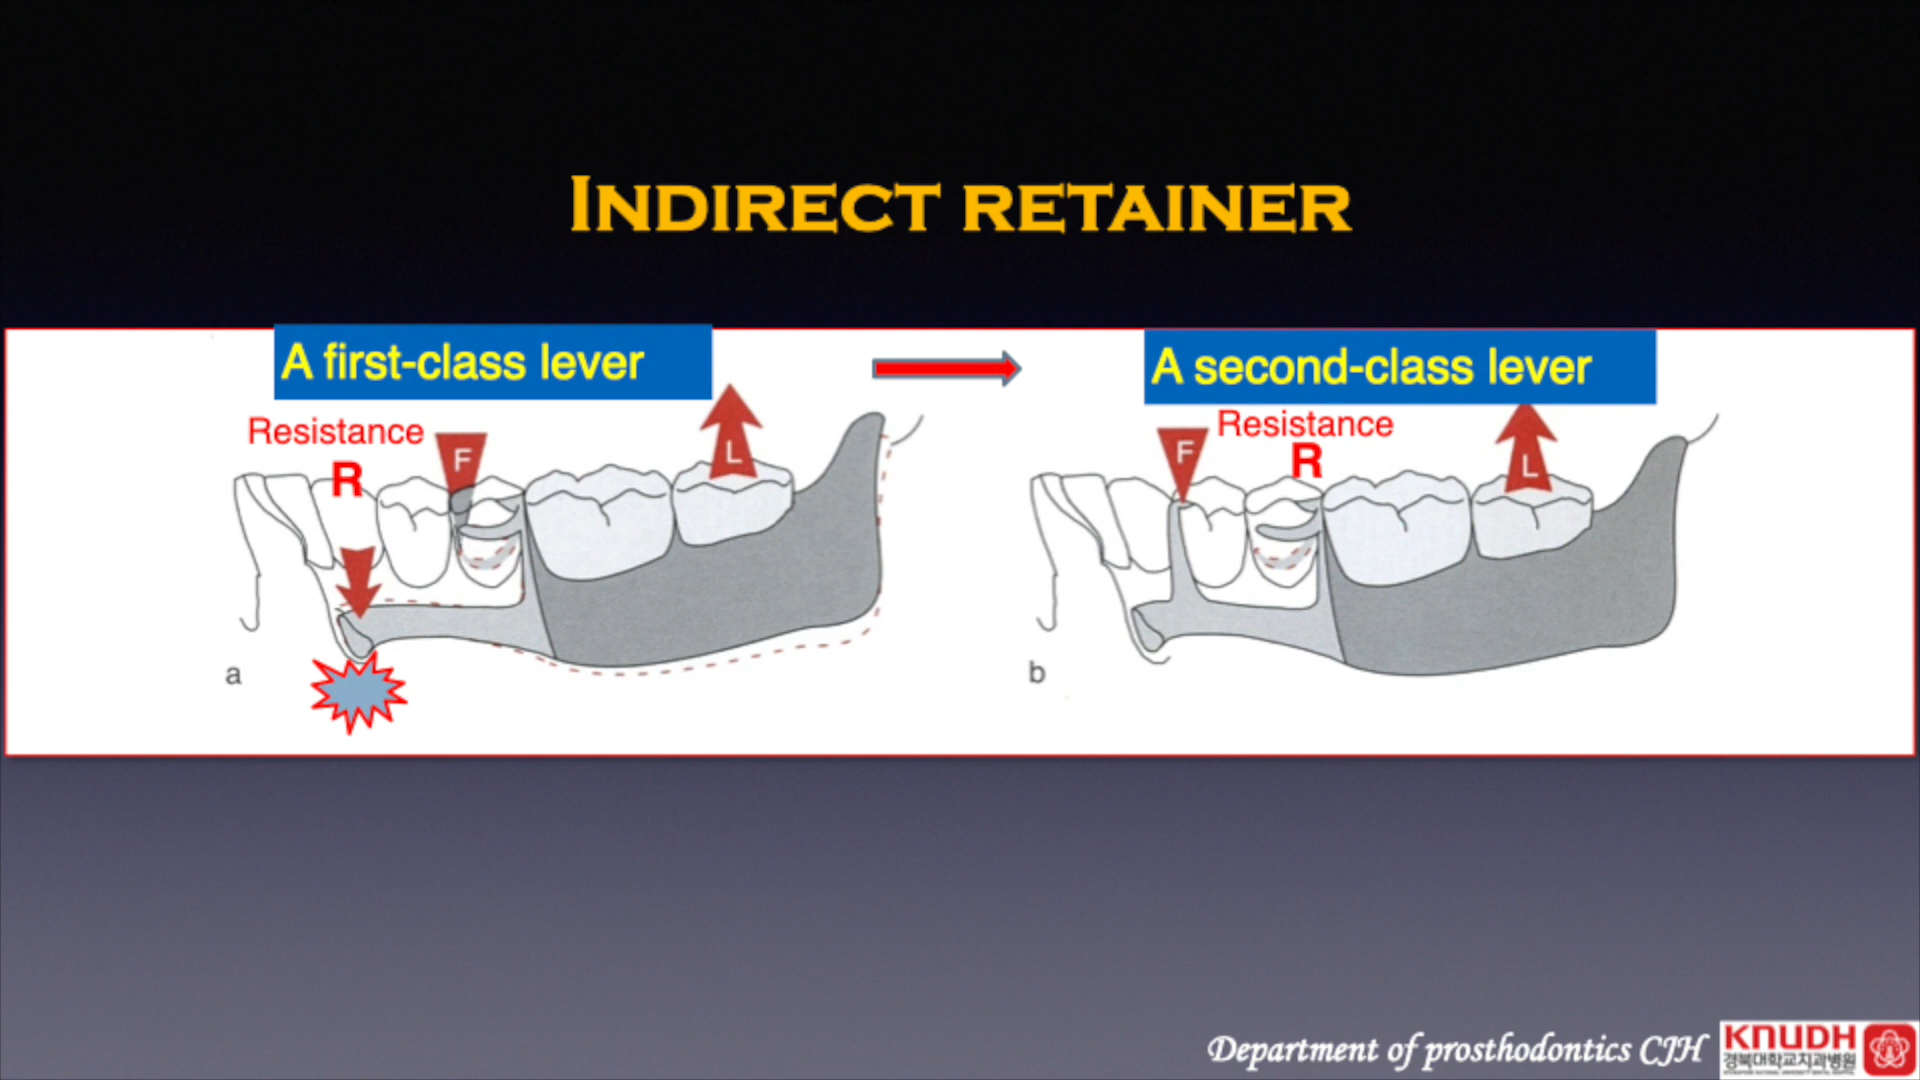 INDIRECT RETAINER
A first-class lever
A second-class lever
Resistance
R
F
L
a
Resistance
R
F
L
b
Department of prosthodontics CJH
KNUDH
경북대학교치과병원